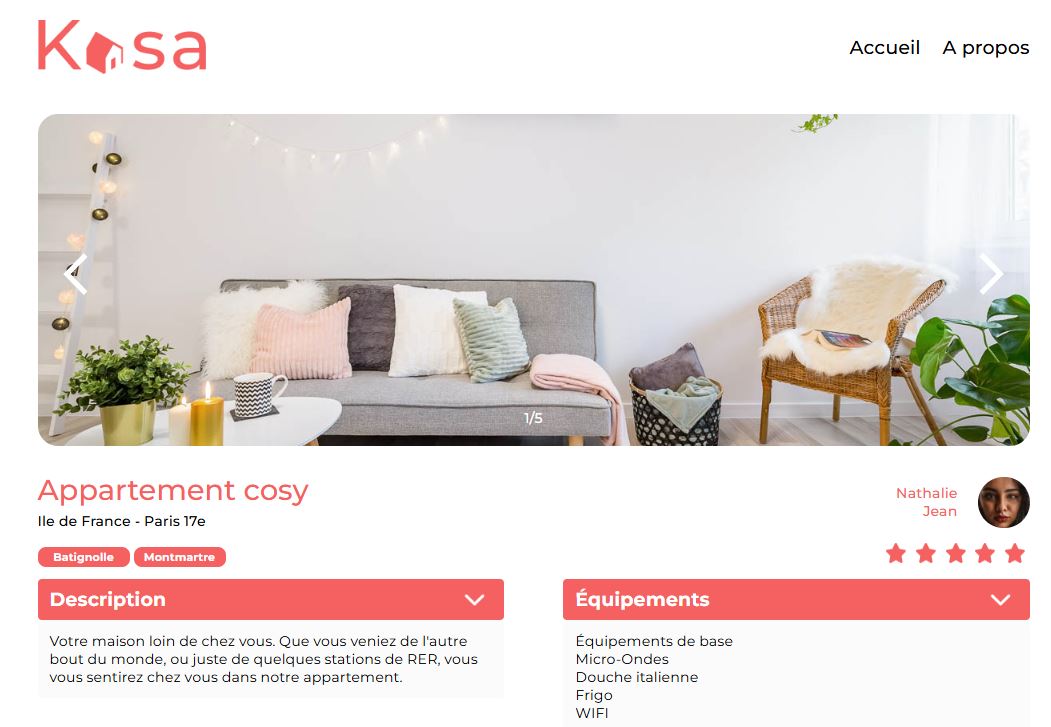 Kasa
Accueil A propos
1/5
Appartement cosy
Ile de France - Paris 17e
Nathalie
Jean
Batignolle Montmartre
Description
Votre maison loin de chez vous. Que vous veniez de l'autre
bout du monde, ou juste de quelques stations de RER, vous
vous sentirez chez vous dans notre appartement.
Équipements
Équipements de base
Micro-Ondes
Douche italienne
Frigo
WIFI